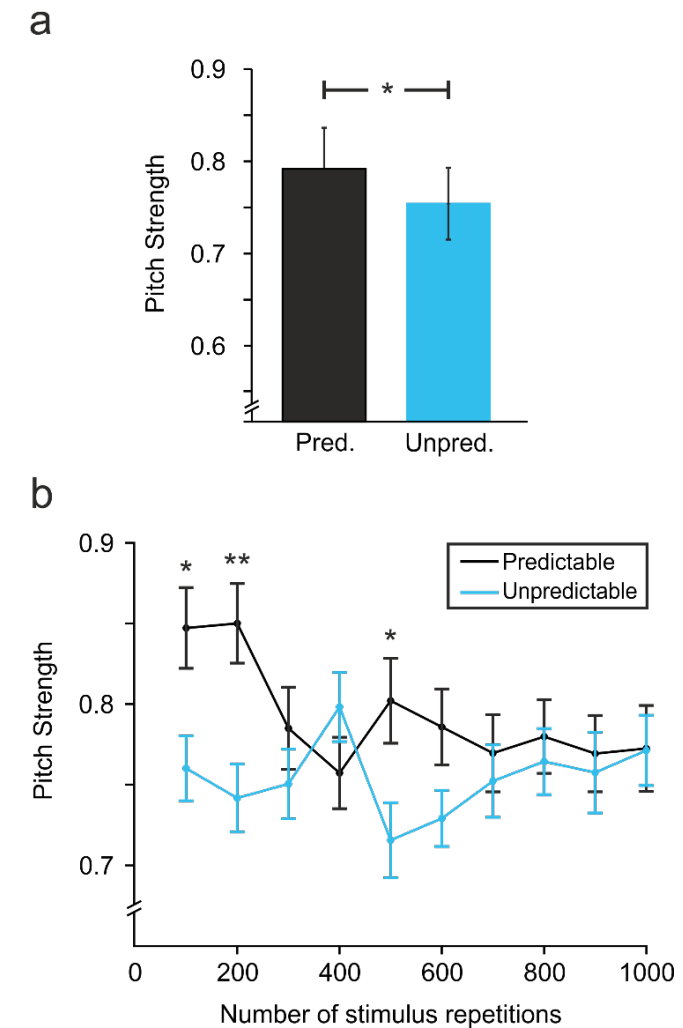 a
0.9
0.8
0.7
0.6
Pitch Strength
*
Pred.
Unpred.
b
0.9
0.8
0.7
Pitch Strength
*
**
*
Predictable
Unpredictable
0
200
400
600
800
1000
Number of stimulus repetitions